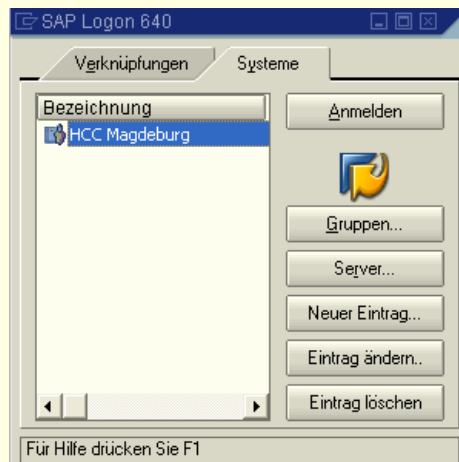 SAP Logon 640
Verknüpfungen
Systeme
Bezeichnung
HCC Magdeburg
Anmelden
Gruppen...
Server...
Neuer Eintrag...
Eintrag ändern..
Eintrag löschen
Für Hilfe drücken Sie F1